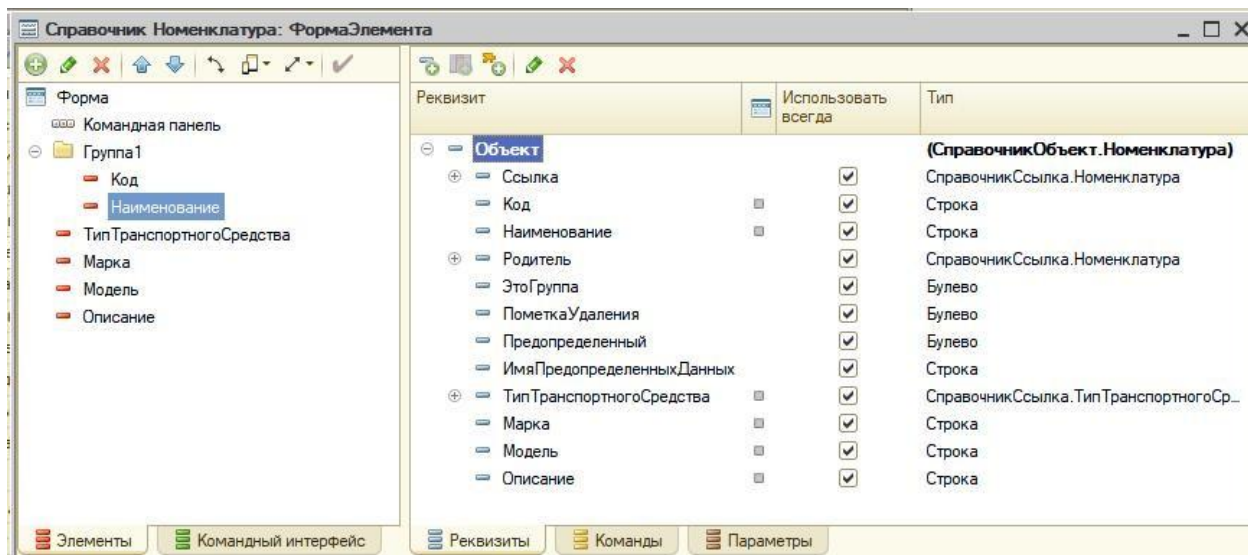 Справочник Номенклатура: ФормаЭлемента
Форма
Командная панель
Группа1
Код
Наименование
ТипТранспортногоСредства
Марка
Модель
Описание
Элементы
Командный интерфейс
Реквизит
Использовать всегда
Тип
Объект (СправочникОбъект.Номенклатура)
Ссылка СправочникСсылка.Номенклатура
Код Строка
Наименование Строка
Родитель СправочникСсылка.Номенклатура
ЭтоГруппа Булево
ПометкаУдаления Булево
Предопределенный Булево
ИмяПредопределенныхДанных Строка
ТипТранспортногоСредства СправочникСсылка.ТипТранспортногоСр...
Марка Строка
Модель Строка
Описание Строка
Реквизиты
Команды
Параметры